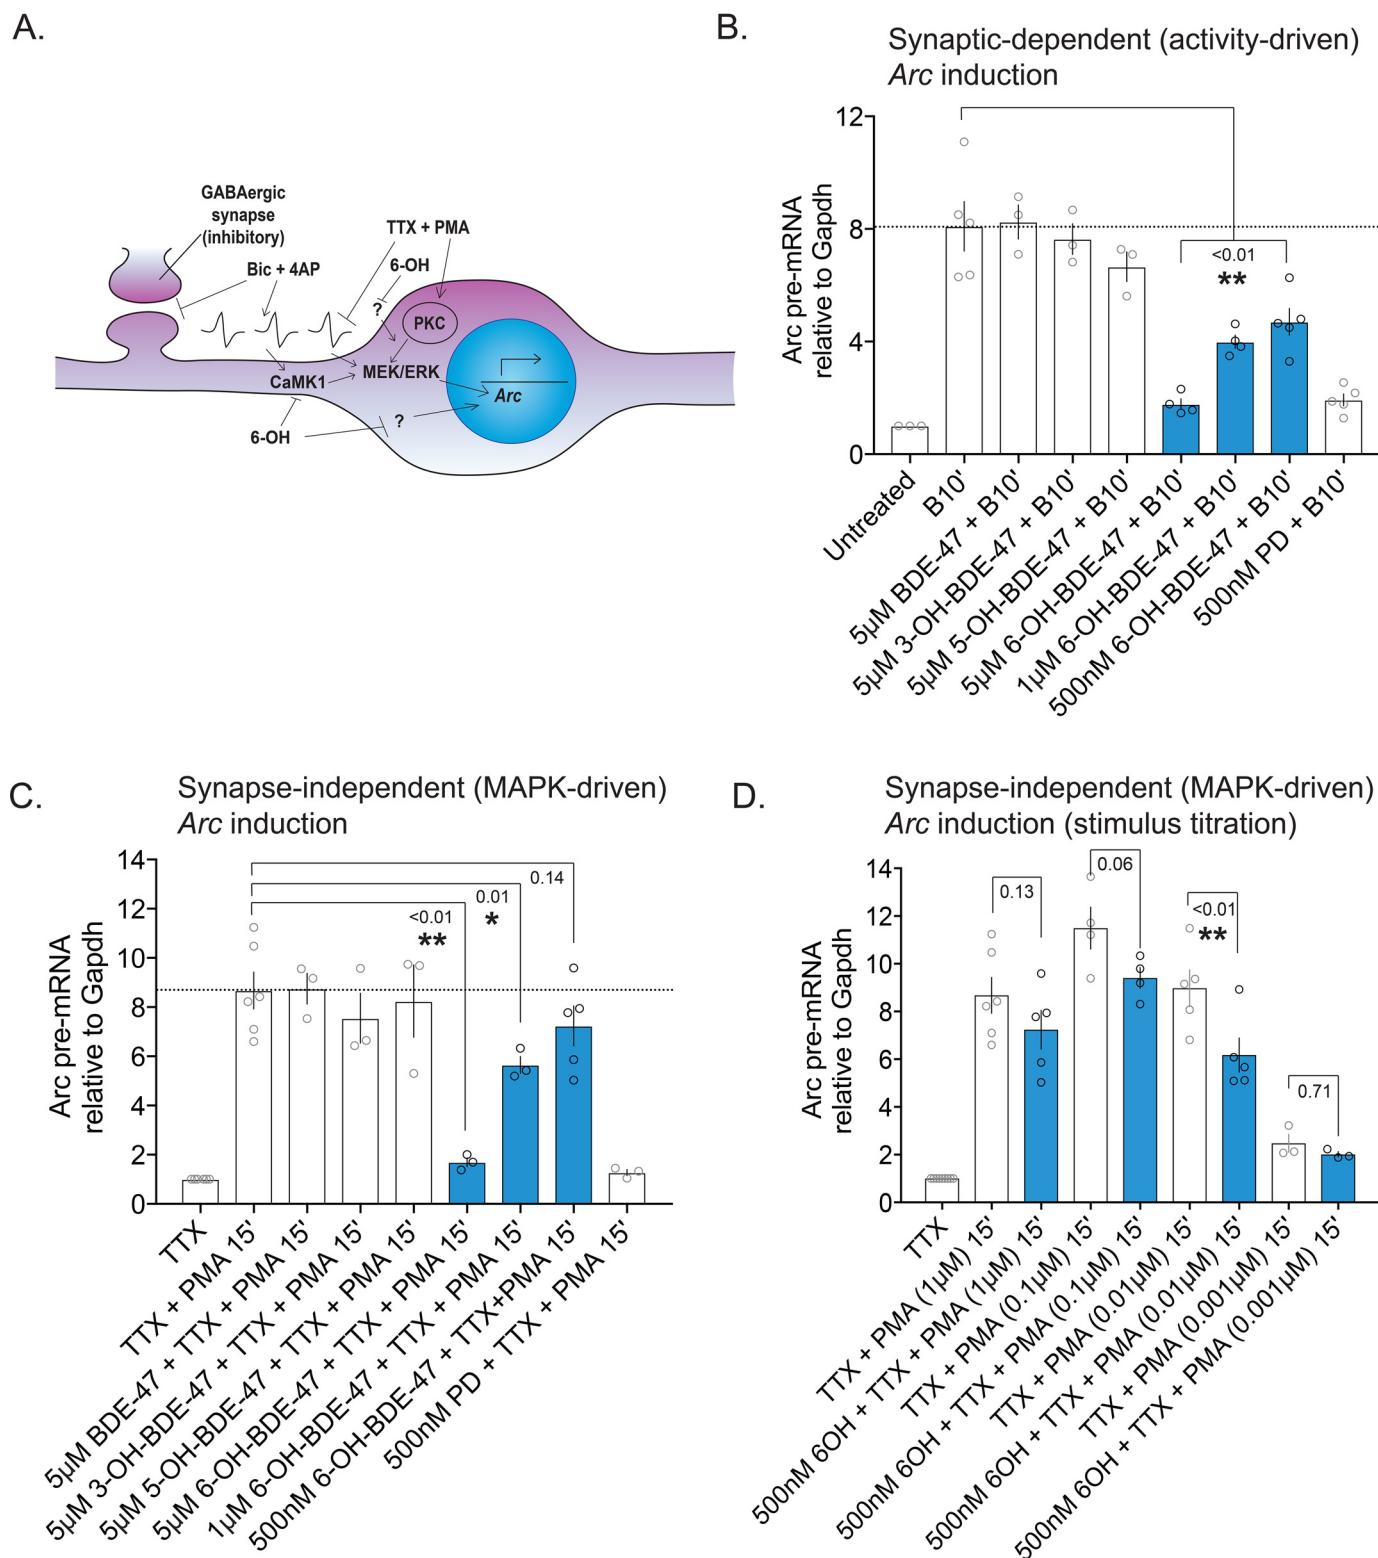 A.
GABAergic
synapse
(inhibitory)
TTX + PMA
Bic + 4AP
6-OH
?
PKC
CaMK1
MEK/ERK
Arc
?
6-OH
B.
Synaptic-dependent (activity-driven)
Arc induction
Arc pre-mRNA
relative to Gapdh
12
8
4
0
<0.01
**
Untreated
B10'
5µM BDE-47 + B10'
5µM 3-OH-BDE-47 + B10'
5µM 5-OH-BDE-47 + B10'
5µM 6-OH-BDE-47 + B10'
1µM 6-OH-BDE-47 + B10'
500nM 6-OH-BDE-47 + B10'
500nM PD + B10'
C.
Synapse-independent (MAPK-driven)
Arc induction
Arc pre-mRNA
relative to Gapdh
14
12
10
8
6
4
2
0
0.14
0.01
*
<0.01
**
TTX
TTX + PMA 15'
5µM BDE-47 + TTX + PMA 15'
5µM 3-OH-BDE-47 + TTX + PMA 15'
5µM 5-OH-BDE-47 + TTX + PMA 15'
5µM 6-OH-BDE-47 + TTX + PMA 15'
1µM 6-OH-BDE-47 + TTX + PMA 15'
500nM 6-OH-BDE-47 + TTX+PMA 15'
500nM PD + TTX + PMA 15'
D.
Synapse-independent (MAPK-driven)
Arc induction (stimulus titration)
Arc pre-mRNA
relative to Gapdh
14
12
10
8
6
4
2
0
0.13
0.06
<0.01
**
0.71
TTX
TTX + PMA (1µM) 15'
500nM 6OH + TTX + PMA (1µM) 15'
TTX + PMA (0.1µM) 15'
500nM 6OH + TTX + PMA (0.1µM) 15'
TTX + PMA (0.01µM) 15'
500nM 6OH + TTX + PMA (0.01µM) 15'
TTX + PMA (0.001µM) 15'
500nM 6OH + TTX + PMA (0.001µM) 15'